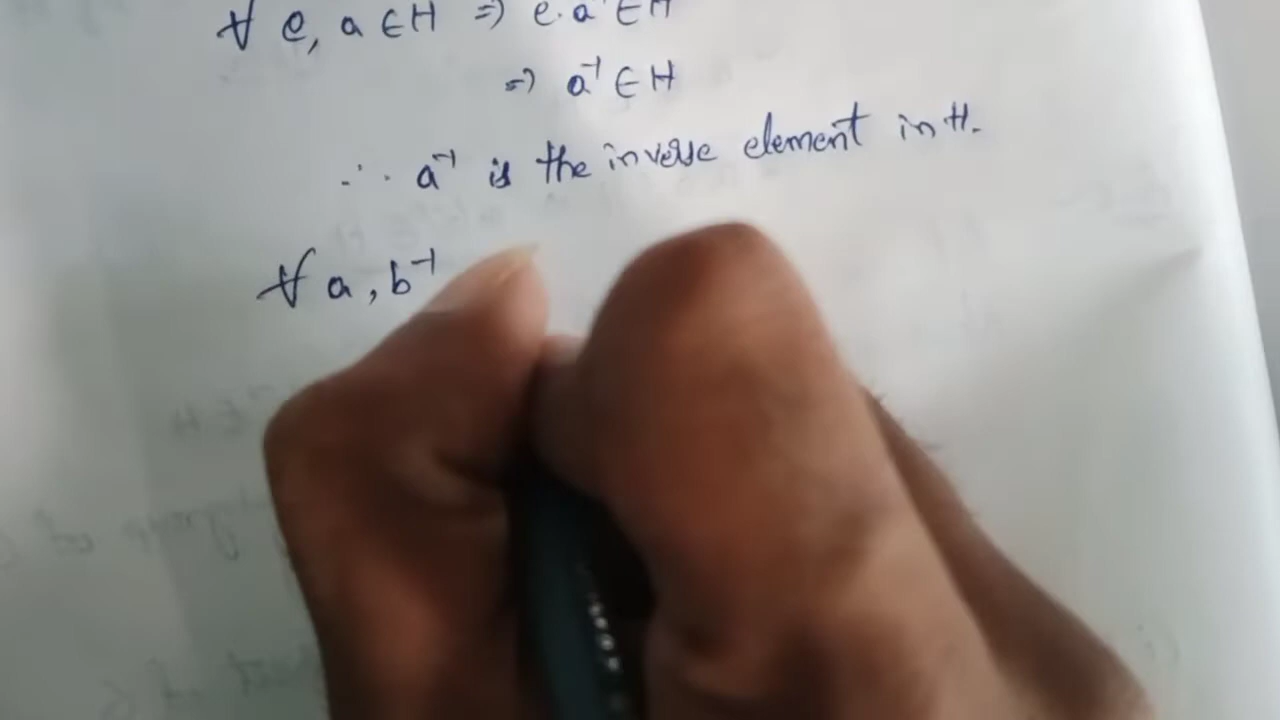 ∀ e, a ∈ H ⇒ e.a⁻¹ ∈ H
⇒ a⁻¹ ∈ H
∴ a⁻¹ is the inverse element in H.
∀ a, b⁻¹